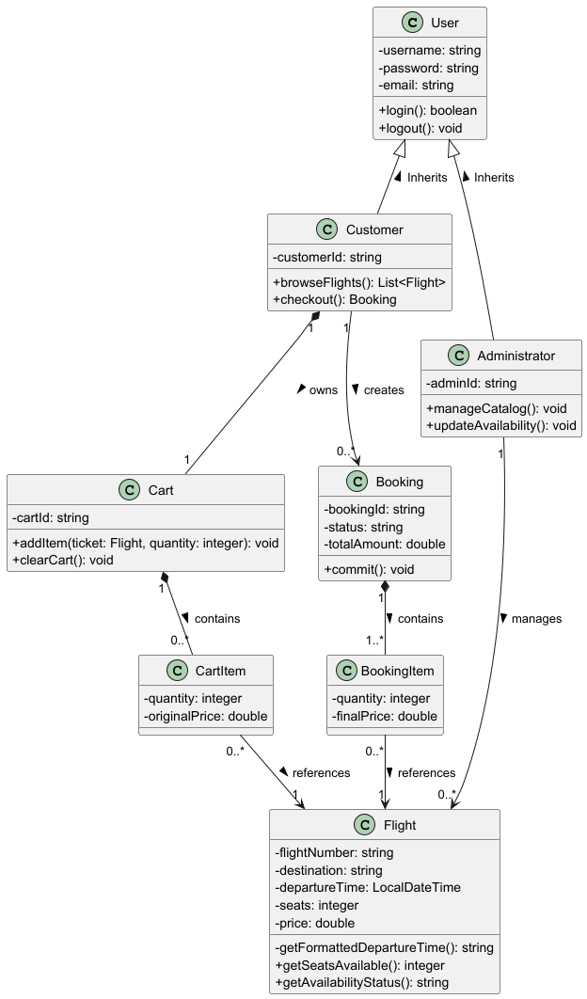 C User
-username: string
-password: string
-email: string
+login(): boolean
+logout(): void
Inherits
Inherits
C Customer
-customerId: string
+browseFlights(): List<Flight>
+checkout(): Booking
1
1
owns
creates
C Administrator
-adminId: string
+manageCatalog(): void
+updateAvailability(): void
1
1
0..*
C Cart
-cartId: string
+addItem(ticket: Flight, quantity: integer): void
+clearCart(): void
C Booking
-bookingId: string
-status: string
-totalAmount: double
+commit(): void
1
1
contains
contains
manages
0..*
1..*
C CartItem
-quantity: integer
-originalPrice: double
C BookingItem
-quantity: integer
-finalPrice: double
0..*
0..*
references
references
1
1
0..*
C Flight
-flightNumber: string
-destination: string
-departureTime: LocalDateTime
-seats: integer
-price: double
-getFormattedDepartureTime(): string
+getSeatsAvailable(): integer
+getAvailabilityStatus(): string